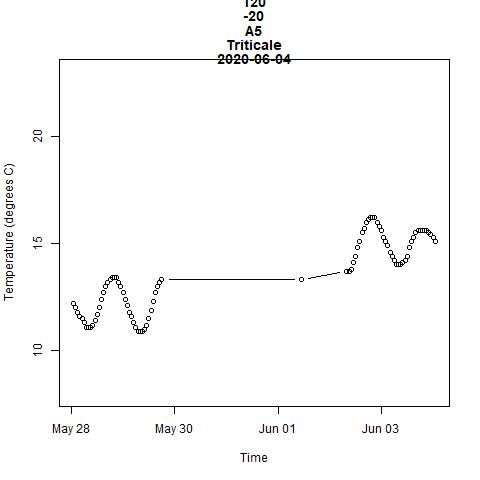 120
-20
A5
Triticale
2020-06-04
Temperature (degrees C)
20
15
10
May 28 May 30 Jun 01 Jun 03
Time